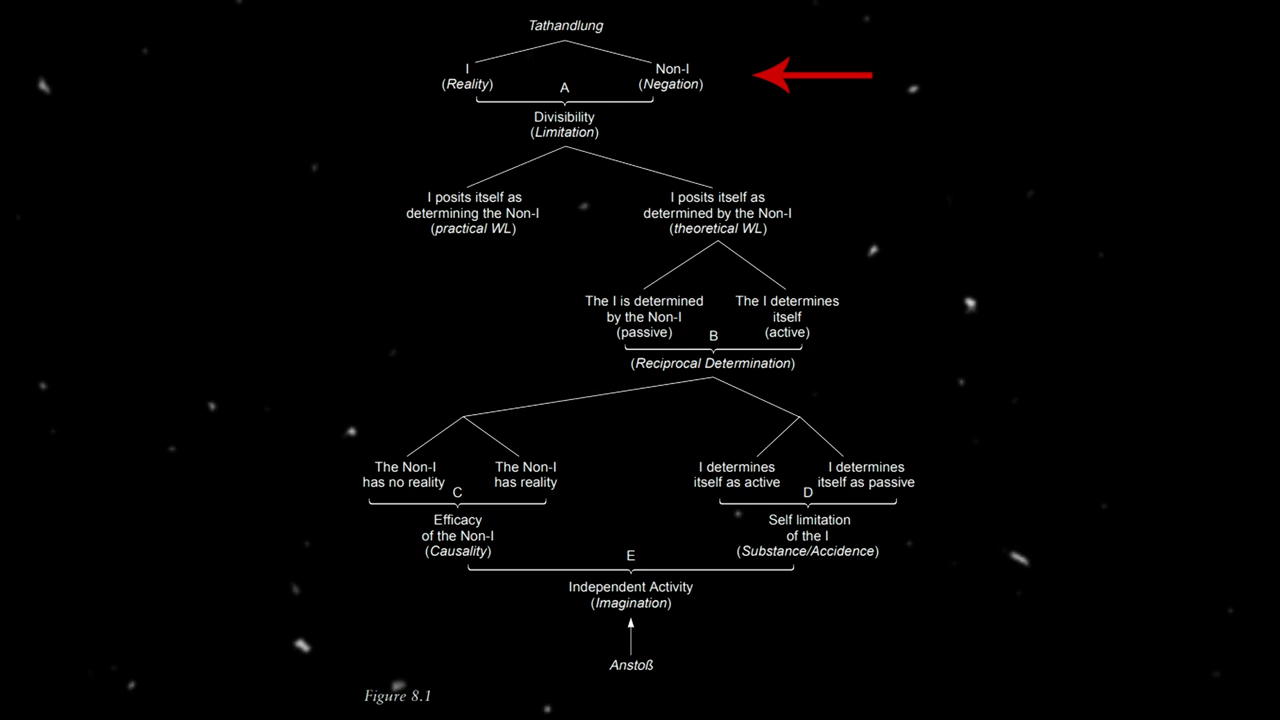 Tathandlung
I
(Reality)
Non-I
(Negation)
A
Divisibility
(Limitation)
I posits itself as
determining the Non-I
(practical WL)
I posits itself as
determined by the Non-I
(theoretical WL)
The I is determined
by the Non-I
(passive)
The I determines
itself
(active)
B
(Reciprocal Determination)
The Non-I
has no reality
The Non-I
has reality
I determines
itself as active
I determines
itself as passive
C
Efficacy
of the Non-I
(Causality)
D
Self limitation
of the I
(Substance/Accidence)
E
Independent Activity
(Imagination)
Anstoß
Figure 8.1